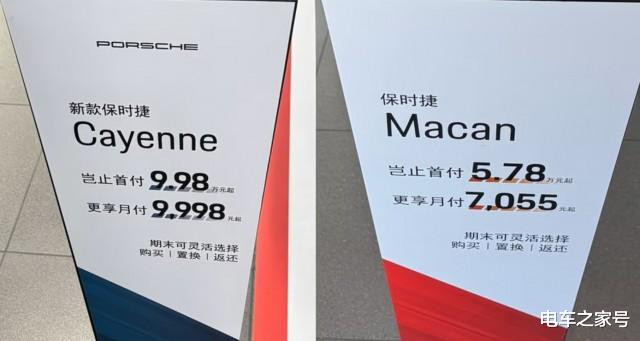 PORSCHE
新款保时捷
Cayenne
岂止首付 9.98 万元起
更享月付 9,998 元起
期末可灵活选择
购买 | 置换 | 返还
保时捷
Macan
岂止首付 5.78 万元起
更享月付 7,055 元起
期末可灵活选择
购买 | 置换 | 返还
电车之家号